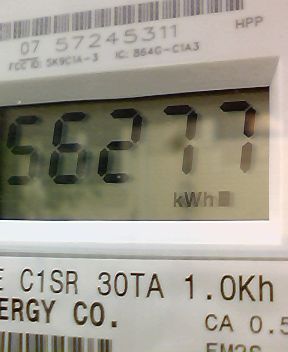 07 57245311
HPP
FCC ID: SK9C1A-3 IC: 864G-C1A3
56277
kWh
E C1SR 30TA 1.0Kh
ERGY CO.
CA 0.5
EM2S